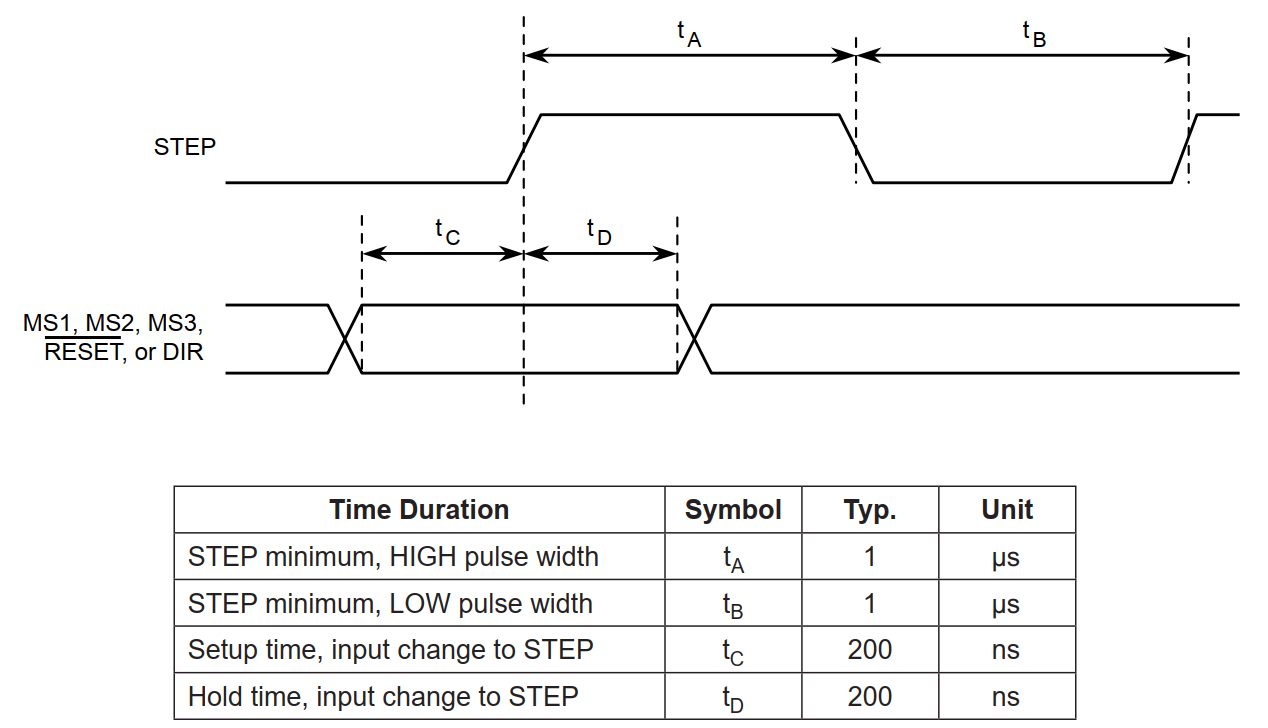 tA
tB
STEP
tC
tD
MS1, MS2, MS3,
RESET, or DIR
Time Duration Symbol Typ. Unit
STEP minimum, HIGH pulse width tA 1 µs
STEP minimum, LOW pulse width tB 1 µs
Setup time, input change to STEP tC 200 ns
Hold time, input change to STEP tD 200 ns